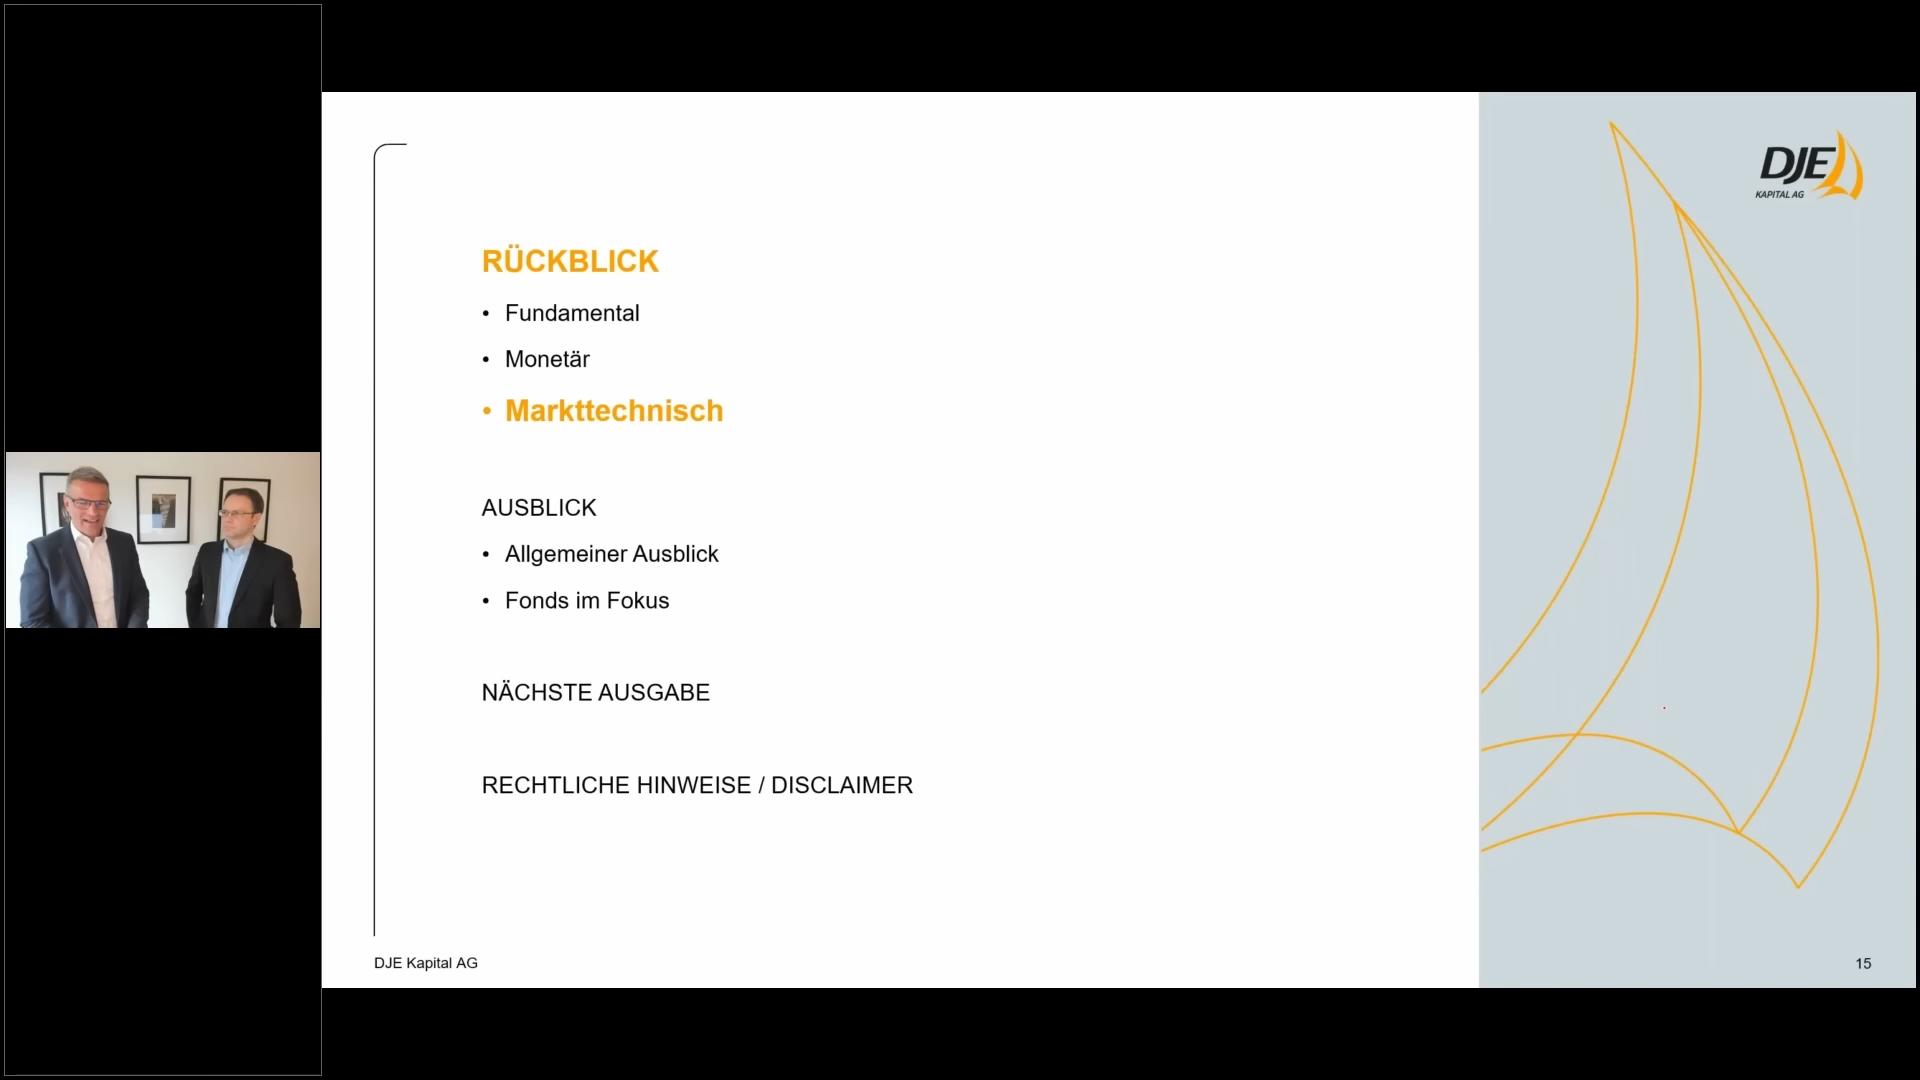 DJE
KAPITAL AG
RÜCKBLICK
• Fundamental
• Monetär
• Markttechnisch
AUSBLICK
• Allgemeiner Ausblick
• Fonds im Fokus
NÄCHSTE AUSGABE
RECHTLICHE HINWEISE / DISCLAIMER
DJE Kapital AG
15